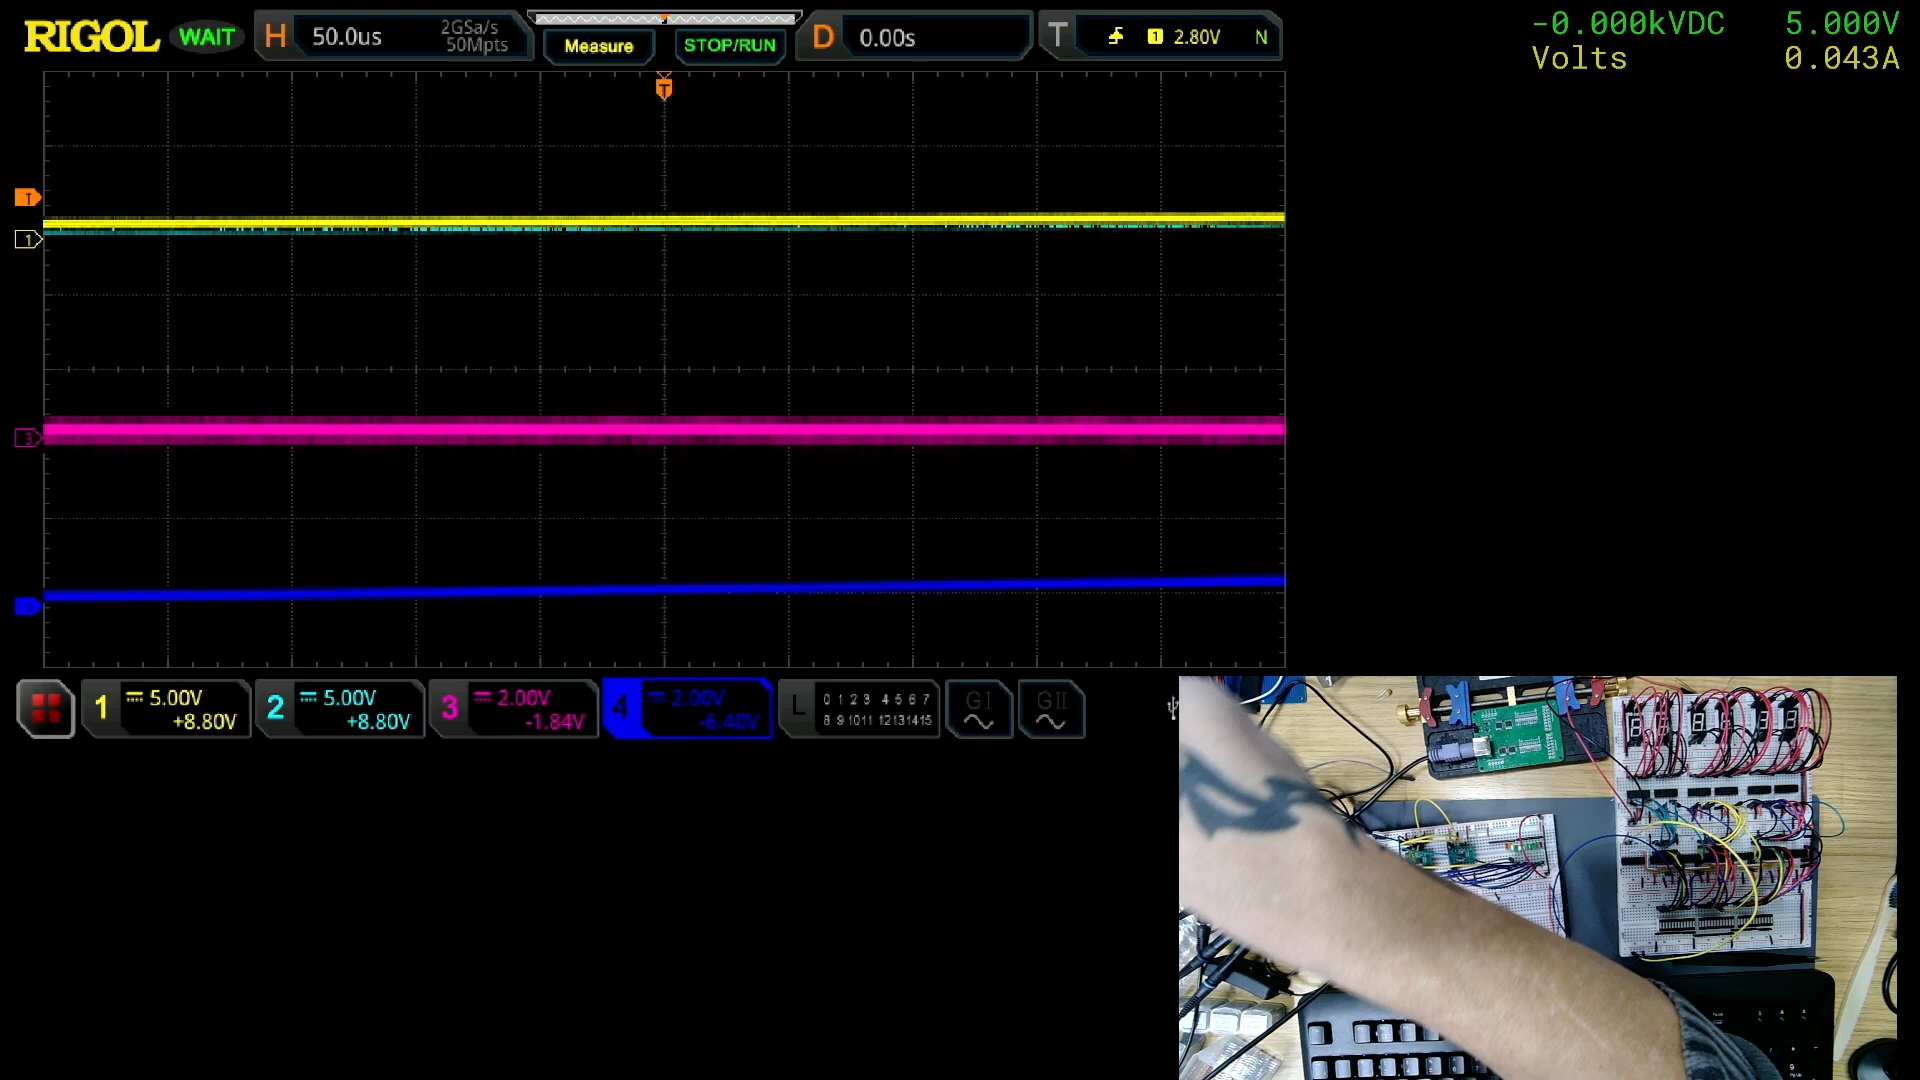 RIGOL WAIT H 50.0us 2GSa/s 50Mpts Measure STOP/RUN D 0.00s T 1 2.80V N
-0.000kVDC 5.000V
Volts 0.043A
T
T
1
3
4
1 5.00V +8.80V
2 5.00V +8.80V
3 2.00V -1.84V
4 2.00V -6.40V
L 0 1 2 3 4 5 6 7
8 9 10 11 12 13 14 15
GI GII